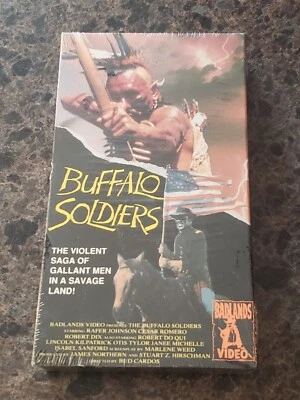 BUFFALO
SOLDIERS
THE VIOLENT
SAGA OF
GALLANT MEN
IN A SAVAGE
LAND!
BADLANDS
VIDEO
BADLANDS VIDEO PRESENTS THE BUFFALO SOLDIERS
STARRING RAFER JOHNSON CESAR ROMERO
ROBERT DIX ALSO STARRING ROBERT DO QUI
LINCOLN KILPATRICK OTIS TYLOR JANEE MICHELLE
ISABEL SANFORD SCREENPLAY BY MARLENE WEED
PRODUCED BY JAMES NORTHERN AND STUART Z. HIRSCHMAN
DIRECTED BY BUD CARDOS